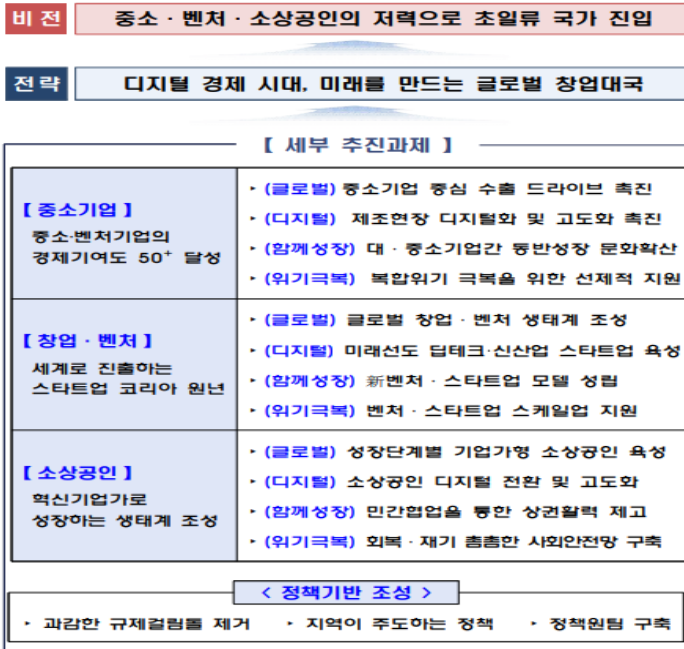 비 전
중소 · 벤처 · 소상공인의 저력으로 초일류 국가 진입
전 략
디지털 경제 시대, 미래를 만드는 글로벌 창업대국
[ 세부 추진과제 ]
[ 중소기업 ]
중소·벤처기업의
경제기여도 50⁺ 달성
‣ (글로벌) 중소기업 중심 수출 드라이브 촉진
‣ (디지털) 제조현장 디지털화 및 고도화 촉진
‣ (함께성장) 대 · 중소기업간 동반성장 문화확산
‣ (위기극복) 복합위기 극복을 위한 선제적 지원
[ 창업 · 벤처 ]
세계로 진출하는
스타트업 코리아 원년
‣ (글로벌) 글로벌 창업 · 벤처 생태계 조성
‣ (디지털) 미래선도 딥테크·신산업 스타트업 육성
‣ (함께성장) 新벤처 · 스타트업 모델 성립
‣ (위기극복) 벤처 · 스타트업 스케일업 지원
[ 소상공인 ]
혁신기업가로
성장하는 생태계 조성
‣ (글로벌) 성장단계별 기업가형 소상공인 육성
‣ (디지털) 소상공인 디지털 전환 및 고도화
‣ (함께성장) 민간협업을 통한 상권활력 제고
‣ (위기극복) 회복 · 재기 촘촘한 사회안전망 구축
< 정책기반 조성 >
‣ 과감한 규제걸림돌 제거 ‣ 지역이 주도하는 정책 ‣ 정책원팀 구축